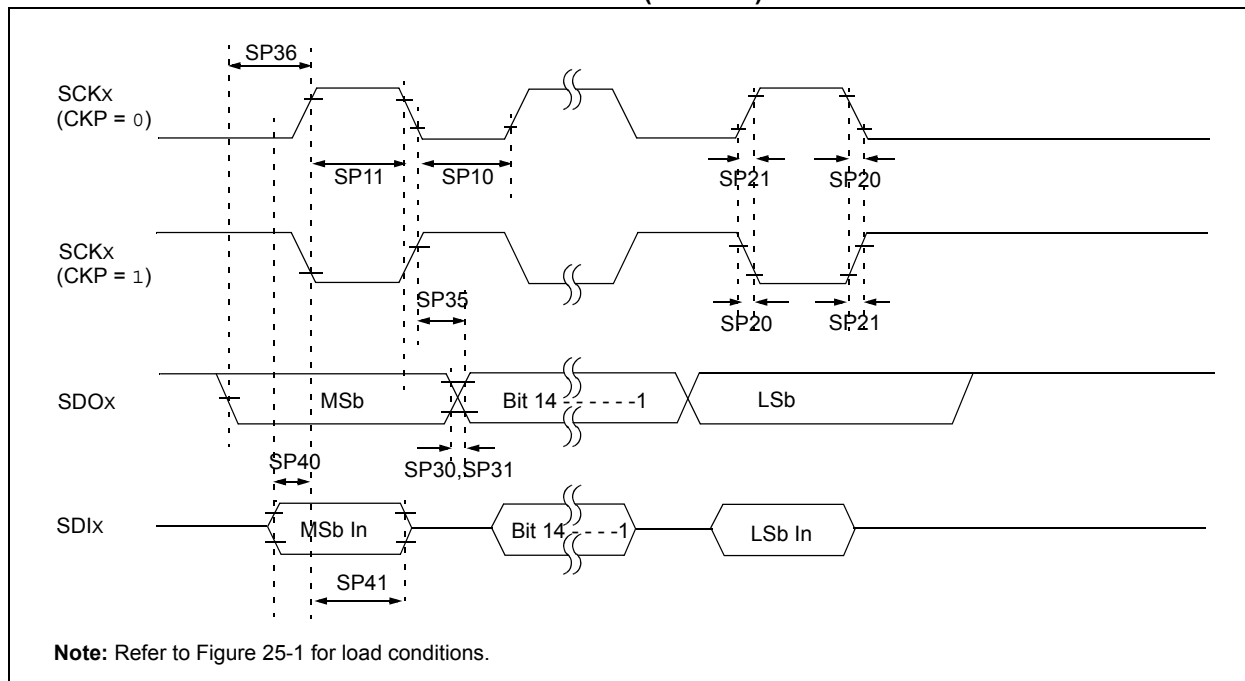 SP36
SCKx
(CKP = 0)
SP11
SP10
SP21
SP20
SCKx
(CKP = 1)
SP35
SP20
SP21
SDOx
MSb
Bit 14 - - - - - -1
LSb
SP40
SP30,SP31
SDIx
MSb In
Bit 14 - - - -1
LSb In
SP41
Note: Refer to Figure 25-1 for load conditions.